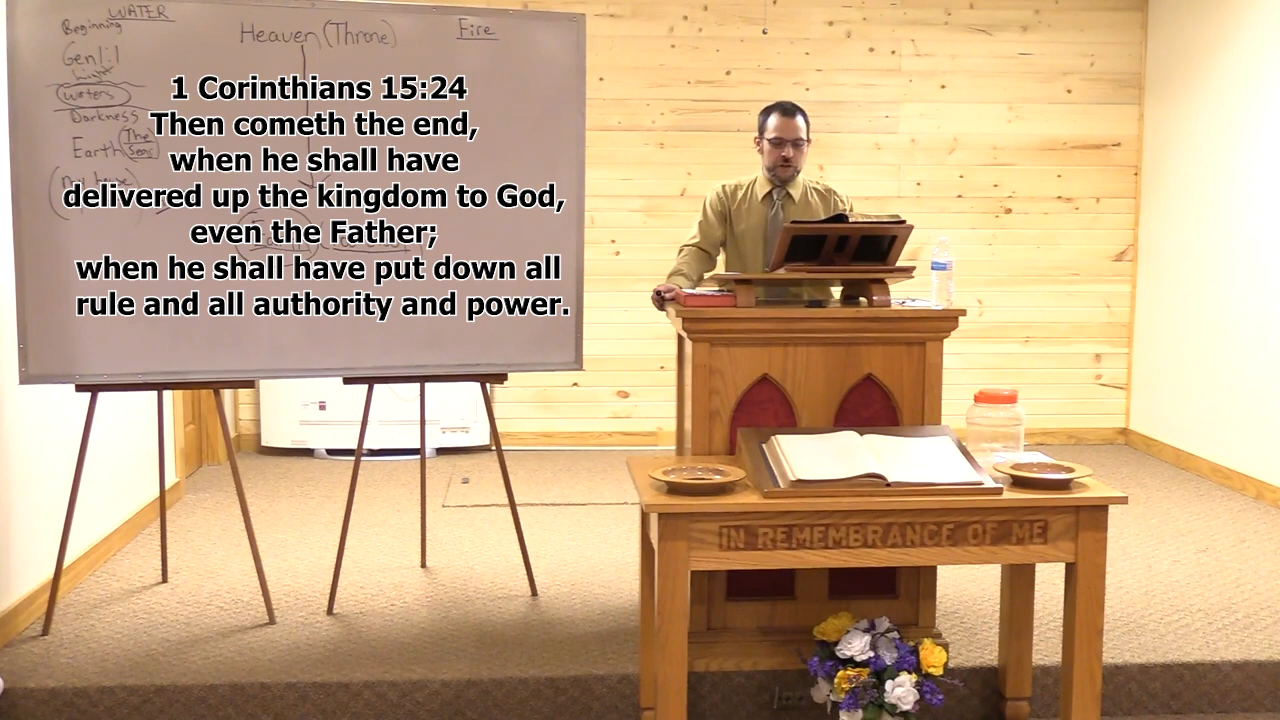 WATER
Beginning
Gen 1:1
Light
Waters
Darkness
Earth
The
Seas
Heaven (Throne)
Fire
1 Corinthians 15:24
Then cometh the end,
when he shall have
delivered up the kingdom to God,
even the Father;
when he shall have put down all
rule and all authority and power.
IN REMEMBRANCE OF ME